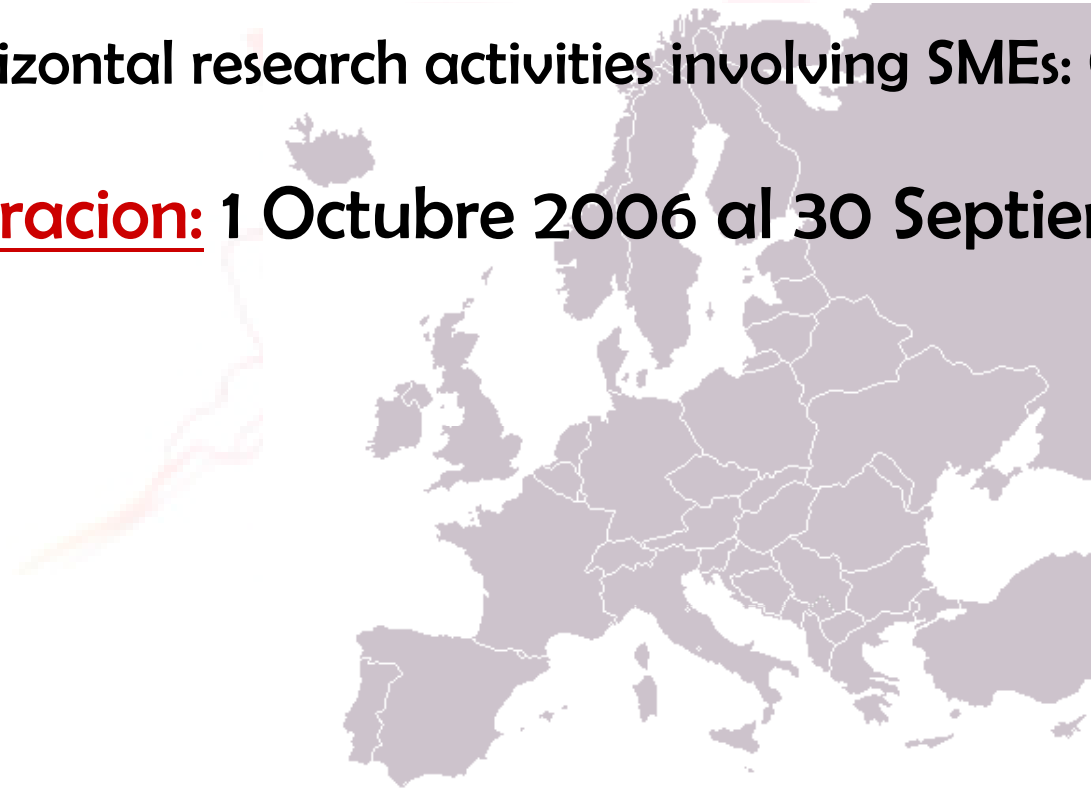 izontal research activities involving SMEs:
racion: 1 Octubre 2006 al 30 Septier